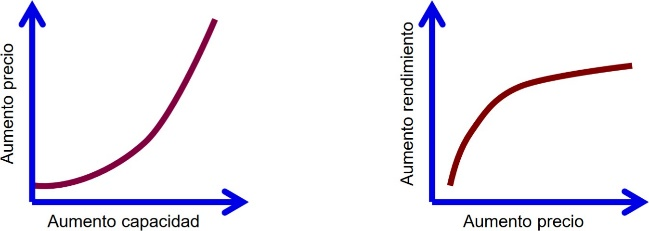 Aumento precio
Aumento capacidad
Aumento rendimiento
Aumento precio